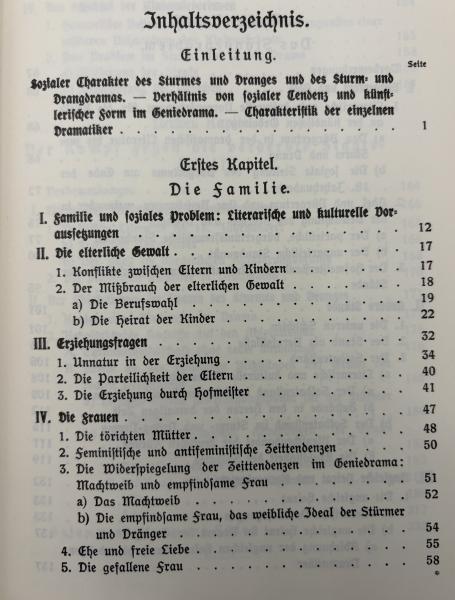 Inhaltsverzeichnis.
Einleitung.
Seite
Sozialer Charakter des Sturmes und Dranges und des Sturm- und
Drangdramas. — Verhältnis von sozialer Tendenz und künst-
lerischer Form im Geniedrama. — Charakteristik der einzelnen
Dramatiker . . . . . . . . . . . . . . . . 1
Erstes Kapitel.
Die Familie.
I. Familie und soziales Problem: Literarische und kulturelle Vor-
aussetzungen . . . . . . . . . . . . . . . 12
II. Die elterliche Gewalt . . . . . . . . . . . . . 17
1. Konflikte zwischen Eltern und Kindern . . . . . . . 17
2. Der Mißbrauch der elterlichen Gewalt . . . . . . . 18
a) Die Berufswahl . . . . . . . . . . . . . 19
b) Die Heirat der Kinder . . . . . . . . . . . 22
III. Erziehungsfragen . . . . . . . . . . . . . . 32
1. Unnatur in der Erziehung . . . . . . . . . . . 34
2. Die Parteilichkeit der Eltern . . . . . . . . . . 40
3. Die Erziehung durch Hofmeister . . . . . . . . . 41
IV. Die Frauen . . . . . . . . . . . . . . . . 47
1. Die törichten Mütter . . . . . . . . . . . . . 48
2. Feministische und antifeministische Zeittendenzen . . . . 50
3. Die Widerspiegelung der Zeittendenzen im Geniedrama:
Machtweib und empfindsame Frau . . . . . . . . 51
a) Das Machtweib . . . . . . . . . . . . . 52
b) Die empfindsame Frau, das weibliche Ideal der Stürmer
und Dränger . . . . . . . . . . . . . . 54
4. Ehe und freie Liebe . . . . . . . . . . . . . 55
5. Die gefallene Frau . . . . . . . . . . . . . 58